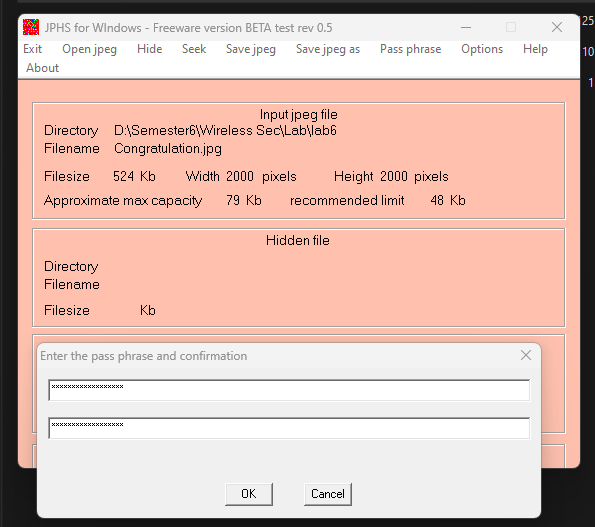 JPHS for WIndows - Freeware version BETA test rev 0.5
Exit Open jpeg Hide Seek Save jpeg Save jpeg as Pass phrase Options Help
About
Input jpeg file
Directory D:\Semester6\Wireless Sec\Lab\lab6
Filename Congratulation.jpg
Filesize 524 Kb Width 2000 pixels Height 2000 pixels
Approximate max capacity 79 Kb recommended limit 48 Kb
Hidden file
Directory
Filename
Filesize Kb
Enter the pass phrase and confirmation
******************
******************
OK Cancel
25
10
1